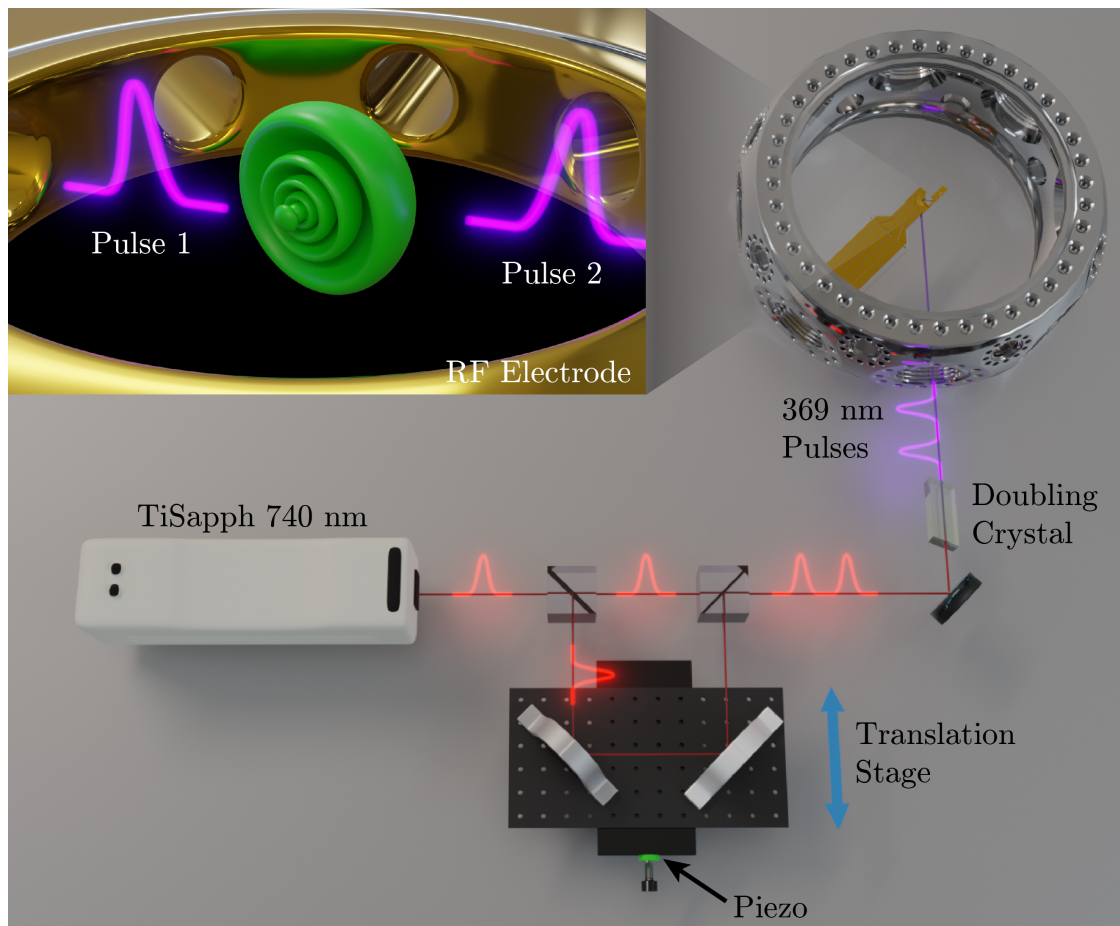 Pulse 1
Pulse 2
RF Electrode
369 nm
Pulses
Doubling
Crystal
TiSapph 740 nm
Translation
Stage
Piezo